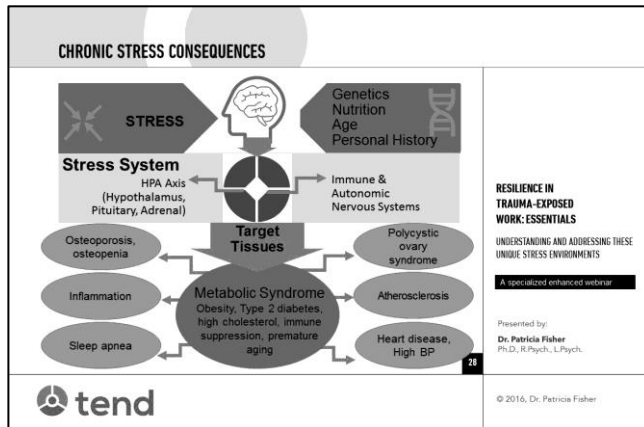 CHRONIC STRESS CONSEQUENCES
STRESS
Genetics
Nutrition
Age
Personal History
Stress System
HPA Axis
(Hypothalamus,
Pituitary, Adrenal)
Immune &
Autonomic
Nervous Systems
Target
Tissues
Osteoporosis,
osteopenia
Polycystic
ovary
syndrome
Inflammation
Metabolic Syndrome
Obesity, Type 2 diabetes,
high cholesterol, immune
suppression, premature
aging
Atherosclerosis
Sleep apnea
Heart disease,
High BP
28
tend
RESILIENCE IN
TRAUMA-EXPOSED
WORK: ESSENTIALS
UNDERSTANDING AND ADDRESSING THESE
UNIQUE STRESS ENVIRONMENTS
A specialized enhanced webinar
Presented by:
Dr. Patricia Fisher
Ph.D., R.Psych., L.Psych.
© 2016, Dr. Patricia Fisher